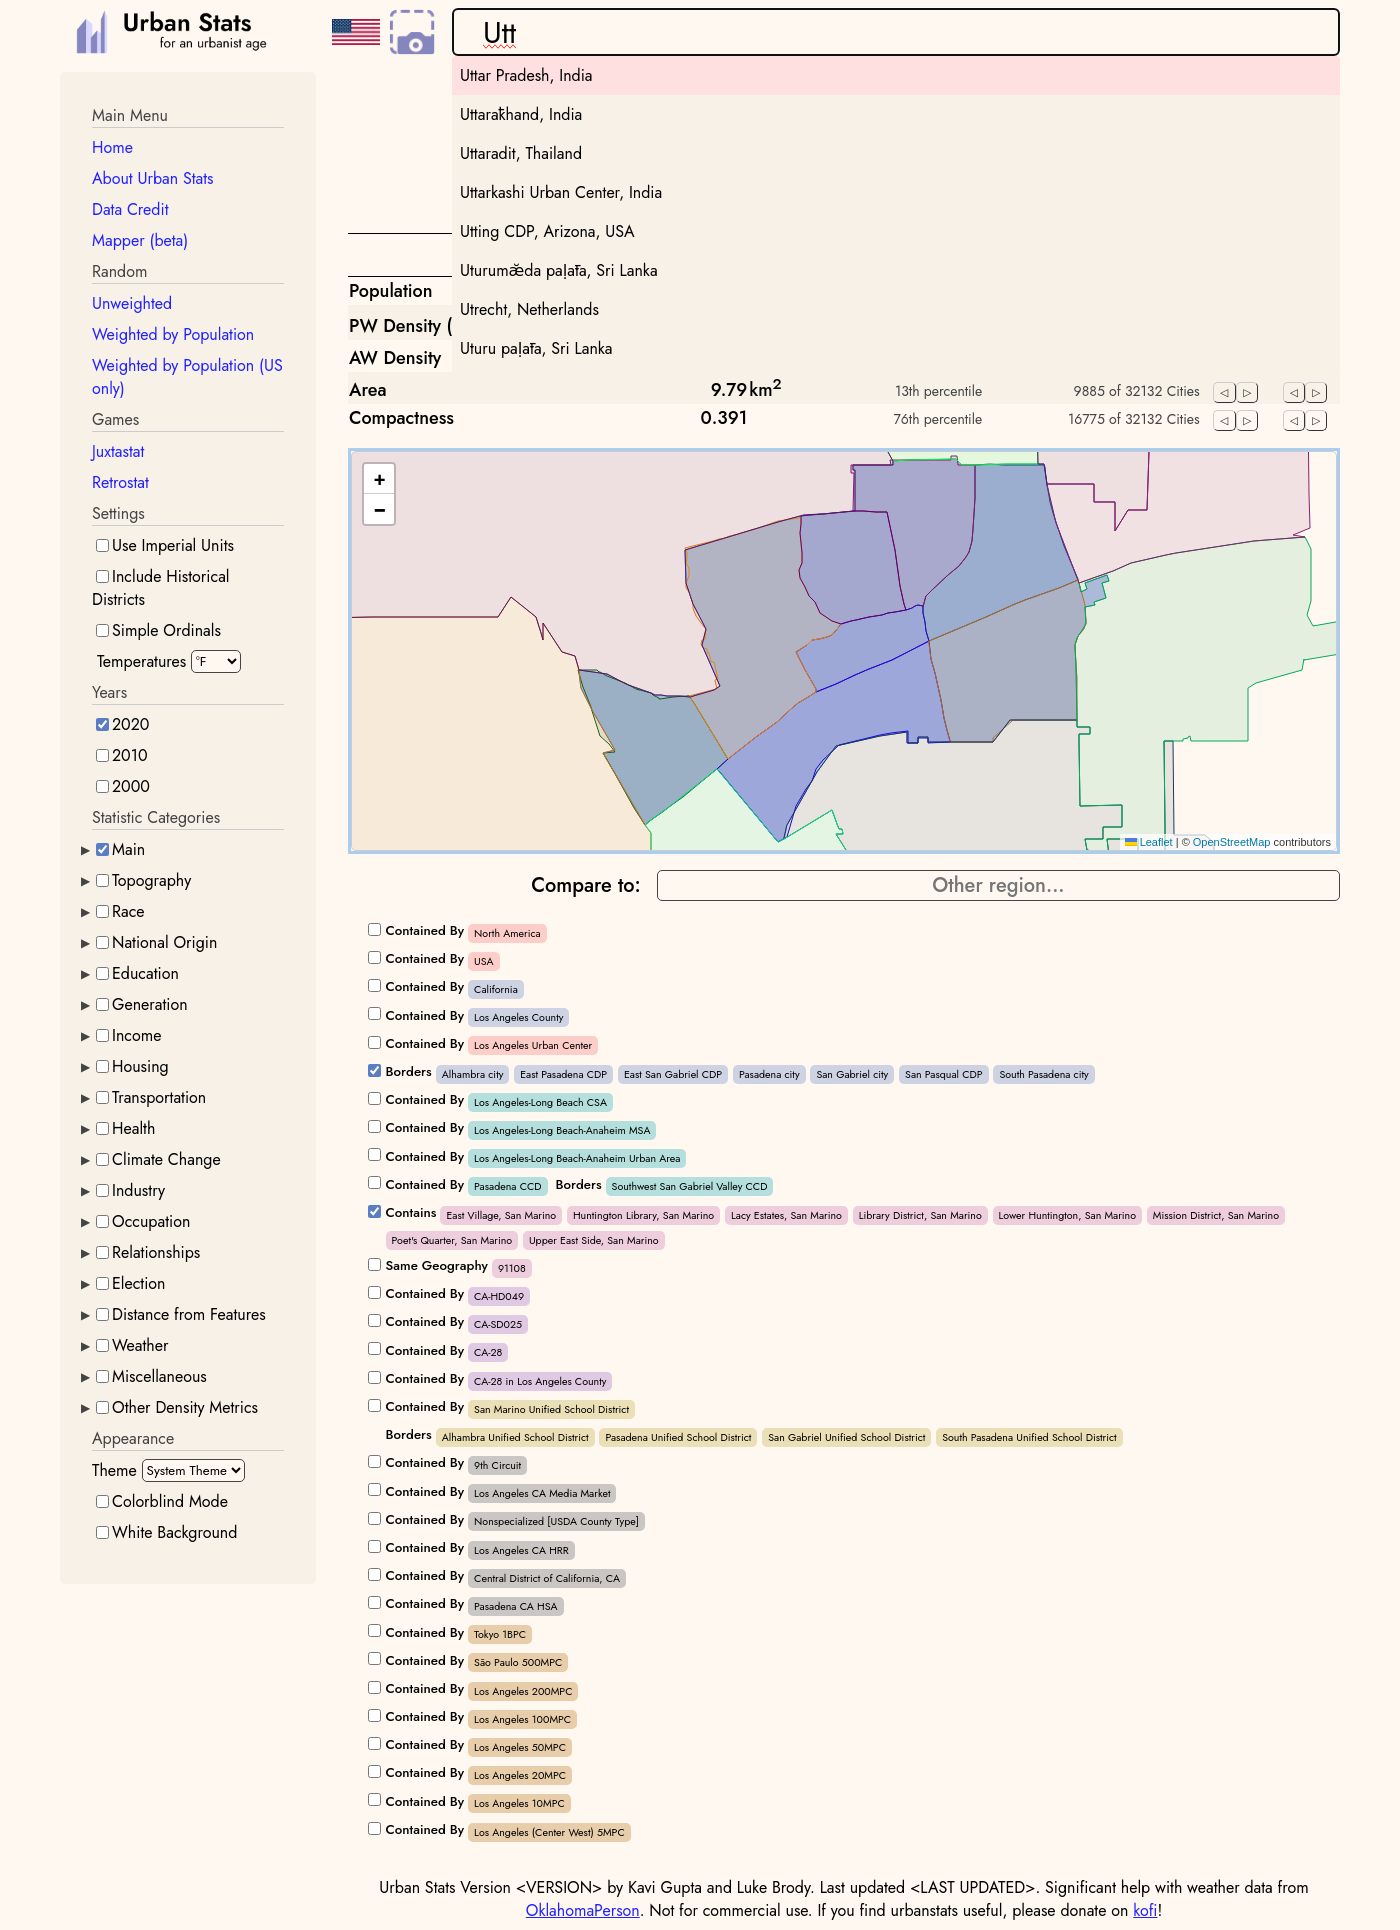 Urban Stats
for an urbanist age
Utt
Uttar Pradesh, India
Uttarak͟hand, India
Uttaradit, Thailand
Uttarkashi Urban Center, India
Utting CDP, Arizona, USA
Uturumæ̆da paḷāta, Sri Lanka
Utrecht, Netherlands
Uturu paḷāta, Sri Lanka
Main Menu
Home
About Urban Stats
Data Credit
Mapper (beta)
Random
Unweighted
Weighted by Population
Weighted by Population (US
only)
Games
Juxtastat
Retrostat
Settings
Use Imperial Units
Include Historical
Districts
Simple Ordinals
Temperatures °F
Years
2020
2010
2000
Statistic Categories
▶ Main
▶ Topography
▶ Race
▶ National Origin
▶ Education
▶ Generation
▶ Income
▶ Housing
▶ Transportation
▶ Health
▶ Climate Change
▶ Industry
▶ Occupation
▶ Relationships
▶ Election
▶ Distance from Features
▶ Weather
▶ Miscellaneous
▶ Other Density Metrics
Appearance
Theme System Theme
Colorblind Mode
White Background
Population
PW Density (
AW Density
Area 9.79 km² 13th percentile 9885 of 32132 Cities ◁ ▷ ◁ ▷
Compactness 0.391 76th percentile 16775 of 32132 Cities ◁ ▷ ◁ ▷
+
−
Leaflet | © OpenStreetMap contributors
Compare to: Other region...
Contained By North America
Contained By USA
Contained By California
Contained By Los Angeles County
Contained By Los Angeles Urban Center
Borders Alhambra city East Pasadena CDP East San Gabriel CDP Pasadena city San Gabriel city San Pasqual CDP South Pasadena city
Contained By Los Angeles-Long Beach CSA
Contained By Los Angeles-Long Beach-Anaheim MSA
Contained By Los Angeles-Long Beach-Anaheim Urban Area
Contained By Pasadena CCD Borders Southwest San Gabriel Valley CCD
Contains East Village, San Marino Huntington Library, San Marino Lacy Estates, San Marino Library District, San Marino Lower Huntington, San Marino Mission District, San Marino
Poet's Quarter, San Marino Upper East Side, San Marino
Same Geography 91108
Contained By CA-HD049
Contained By CA-SD025
Contained By CA-28
Contained By CA-28 in Los Angeles County
Contained By San Marino Unified School District
Borders Alhambra Unified School District Pasadena Unified School District San Gabriel Unified School District South Pasadena Unified School District
Contained By 9th Circuit
Contained By Los Angeles CA Media Market
Contained By Nonspecialized [USDA County Type]
Contained By Los Angeles CA HRR
Contained By Central District of California, CA
Contained By Pasadena CA HSA
Contained By Tokyo 1BPC
Contained By São Paulo 500MPC
Contained By Los Angeles 200MPC
Contained By Los Angeles 100MPC
Contained By Los Angeles 50MPC
Contained By Los Angeles 20MPC
Contained By Los Angeles 10MPC
Contained By Los Angeles (Center West) 5MPC
Urban Stats Version <VERSION> by Kavi Gupta and Luke Brody. Last updated <LAST UPDATED>. Significant help with weather data from
OklahomaPerson. Not for commercial use. If you find urbanstats useful, please donate on kofi!